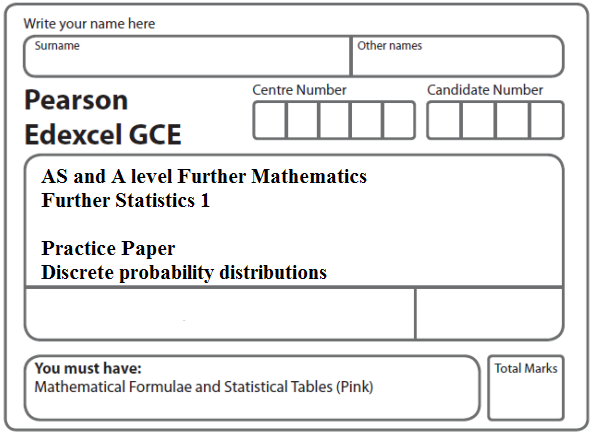 Write your name here
Surname
Other names
Pearson
Edexcel GCE
Centre Number
Candidate Number
AS and A level Further Mathematics
Further Statistics 1
Practice Paper
Discrete probability distributions
You must have:
Mathematical Formulae and Statistical Tables (Pink)
Total Marks